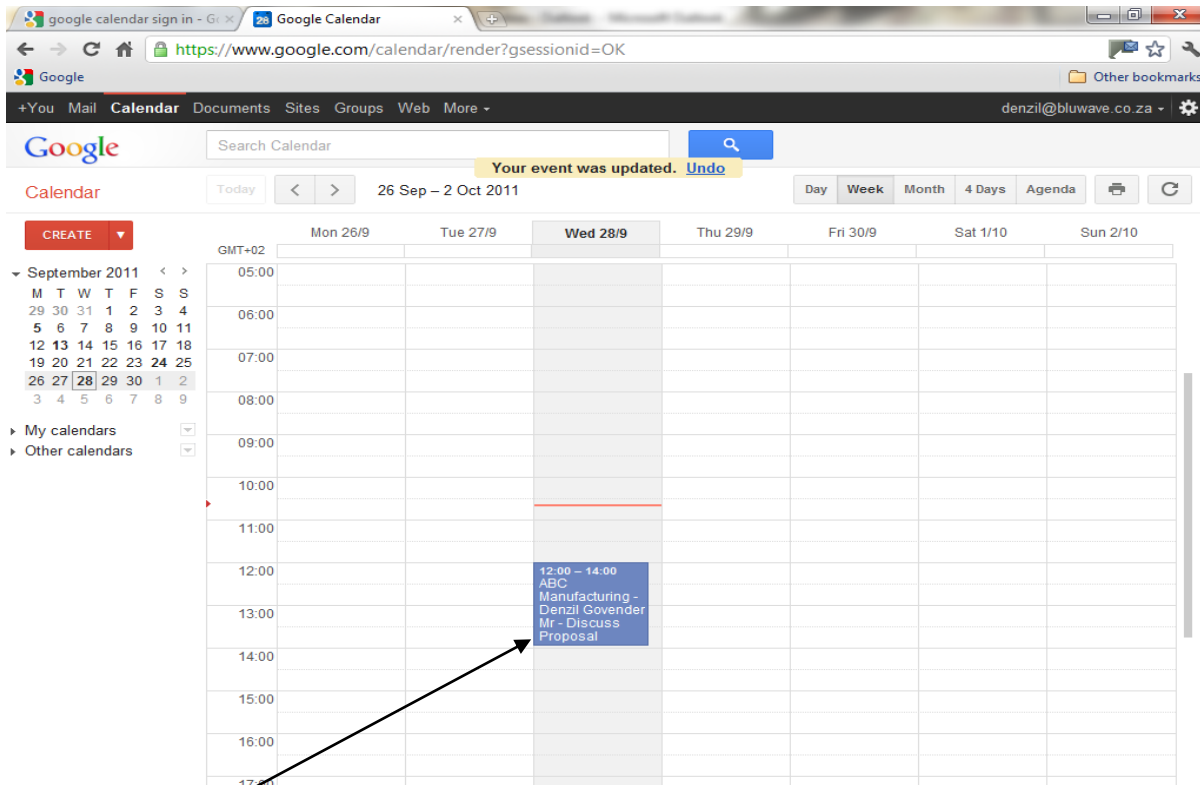 google calendar sign in - Go
28 Google Calendar
https://www.google.com/calendar/render?gsessionid=OK
Google
Other bookmarks
+You Mail Calendar Documents Sites Groups Web More
denzil@bluwave.co.za
Google
Search Calendar
Your event was updated. Undo
Calendar
Today
26 Sep – 2 Oct 2011
Day Week Month 4 Days Agenda
CREATE
GMT+02
Mon 26/9 Tue 27/9 Wed 28/9 Thu 29/9 Fri 30/9 Sat 1/10 Sun 2/10
September 2011 < >
M T W T F S S
29 30 31 1 2 3 4
5 6 7 8 9 10 11
12 13 14 15 16 17 18
19 20 21 22 23 24 25
26 27 28 29 30 1 2
3 4 5 6 7 8 9
My calendars
Other calendars
05:00
06:00
07:00
08:00
09:00
10:00
11:00
12:00
13:00
14:00
15:00
16:00
17:00
12:00 – 14:00
ABC
Manufacturing -
Denzil Govender
Mr - Discuss
Proposal